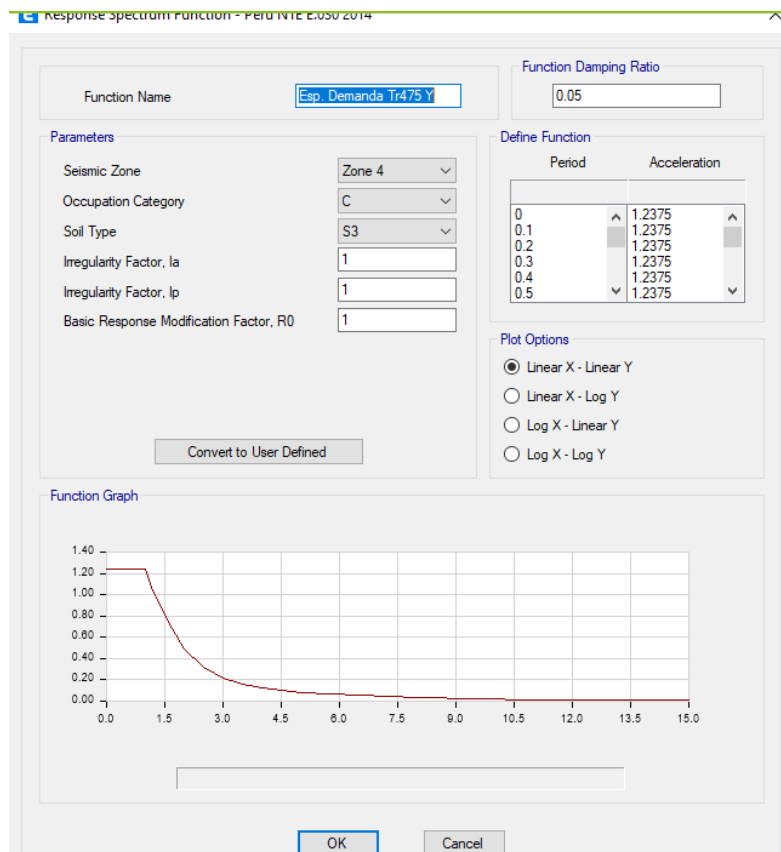 Response Spectrum Function - Peru NTE E.030 2014
Function Name
Esp. Demanda Tr475 Y
Function Damping Ratio
0.05
Parameters
Seismic Zone
Zone 4
Occupation Category
C
Soil Type
S3
Irregularity Factor, Ia
1
Irregularity Factor, Ip
1
Basic Response Modification Factor, R0
1
Convert to User Defined
Define Function
Period Acceleration
0 1.2375
0.1 1.2375
0.2 1.2375
0.3 1.2375
0.4 1.2375
0.5 1.2375
Plot Options
Linear X - Linear Y
Linear X - Log Y
Log X - Linear Y
Log X - Log Y
Function Graph
1.40
1.20
1.00
0.80
0.60
0.40
0.20
0.00
0.0 1.5 3.0 4.5 6.0 7.5 9.0 10.5 12.0 13.5 15.0
OK Cancel